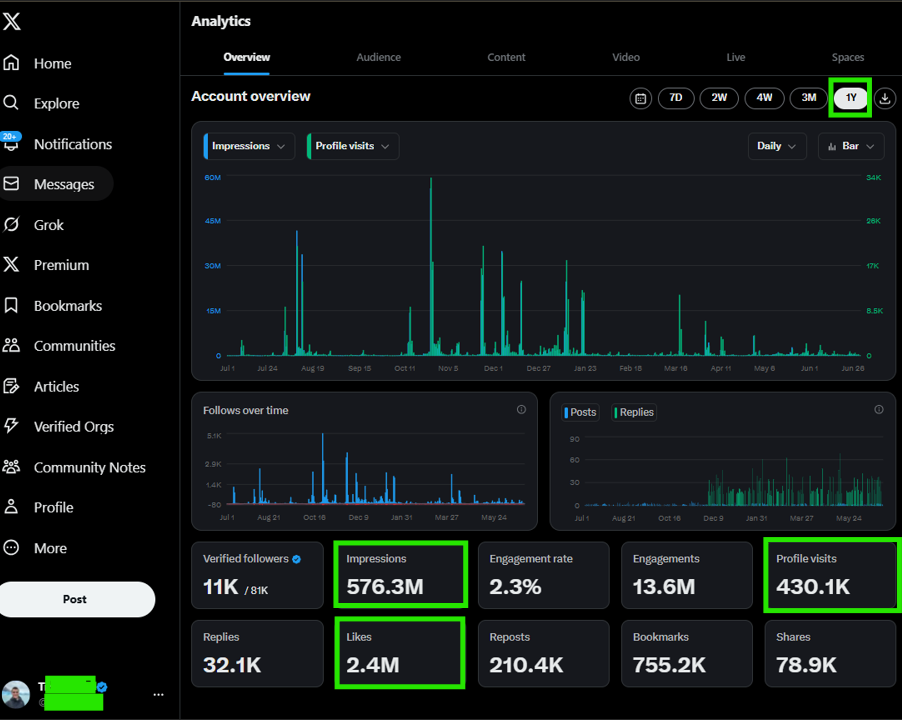 Analytics
Overview Audience Content Video Live Spaces
20+
Home
Explore
Notifications
Messages
Grok
Premium
Bookmarks
Communities
Articles
Verified Orgs
Community Notes
Profile
More
Post
Account overview
7D 2W 4W 3M 1Y
Impressions Profile visits Daily Bar
60M 34K
45M 26K
30M 17K
15M 8.5K
0 0
Jul 1 Jul 24 Aug 19 Sep 15 Oct 11 Nov 5 Dec 1 Dec 27 Jan 23 Feb 18 Mar 16 Apr 11 May 6 Jun 1 Jun 26
Follows over time
5.1K
2.9K
1.4K
-80
Jul 1 Aug 21 Oct 16 Dec 9 Jan 31 Mar 27 May 24
Posts Replies
90
60
30
0
Jul 1 Aug 21 Oct 16 Dec 9 Jan 31 Mar 27 May 24
Verified followers
11K / 81K
Impressions
576.3M
Engagement rate
2.3%
Engagements
13.6M
Profile visits
430.1K
Replies
32.1K
Likes
2.4M
Reposts
210.4K
Bookmarks
755.2K
Shares
78.9K